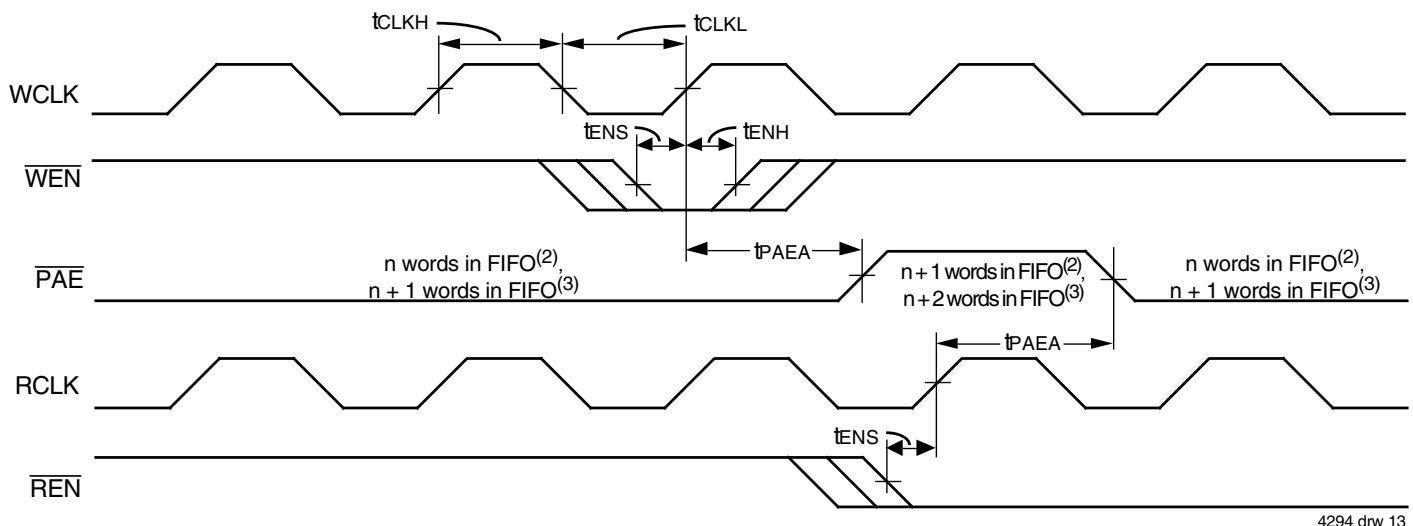 tCLKH
tCLKL
WCLK
tENS
tENH
WEN
tPAEA
PAE
n words in FIFO(2),
n + 1 words in FIFO(3)
n + 1 words in FIFO(2),
n + 2 words in FIFO(3)
n words in FIFO(2),
n + 1 words in FIFO(3)
tPAEA
RCLK
tENS
REN
4294 drw 13